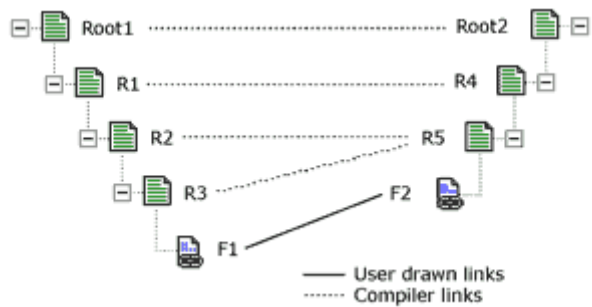 Root1 Root2
R1 R4
R2 R5
R3 F2
F1
User drawn links
Compiler links